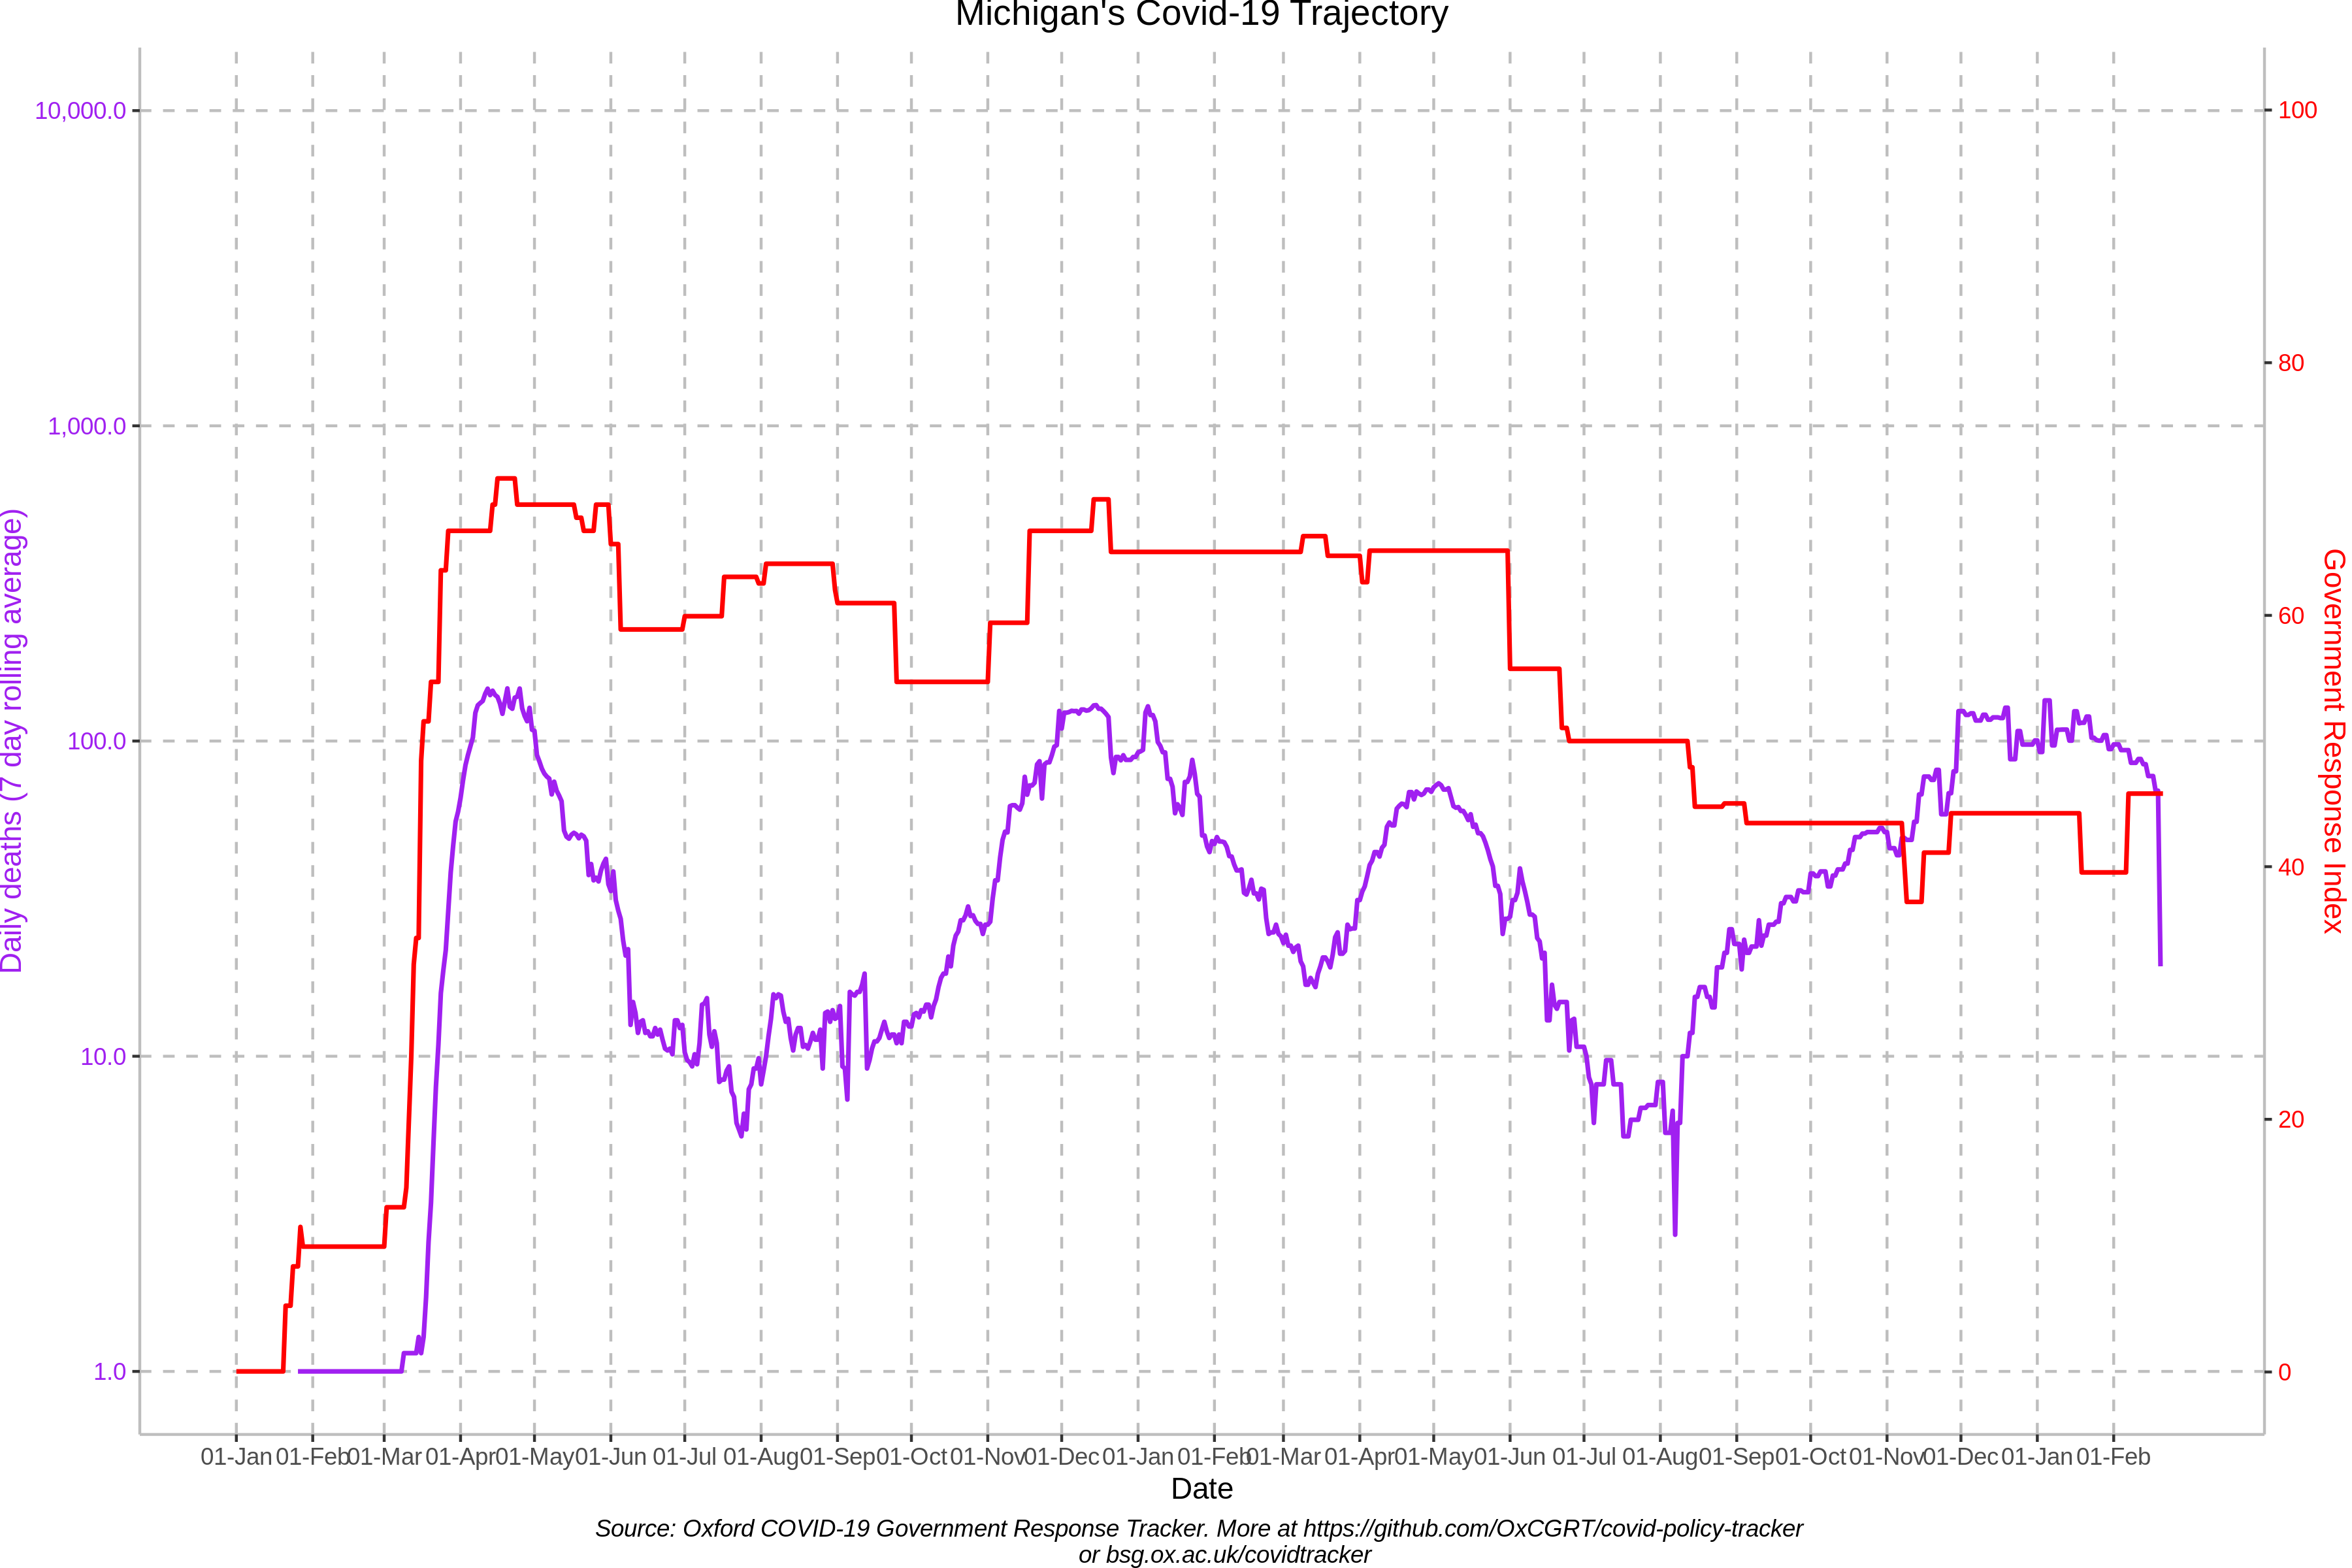 Michigan's Covid-19 Trajectory
10,000.0
1,000.0
100.0
10.0
1.0
Daily deaths (7 day rolling average)
100
80
60
40
20
0
Government Response Index
01-Jan 01-Feb 01-Mar 01-Apr 01-May 01-Jun 01-Jul 01-Aug 01-Sep 01-Oct 01-Nov 01-Dec 01-Jan 01-Feb 01-Mar 01-Apr 01-May 01-Jun 01-Jul 01-Aug 01-Sep 01-Oct 01-Nov 01-Dec 01-Jan 01-Feb
Date
Source: Oxford COVID-19 Government Response Tracker. More at https://github.com/OxCGRT/covid-policy-tracker
or bsg.ox.ac.uk/covidtracker